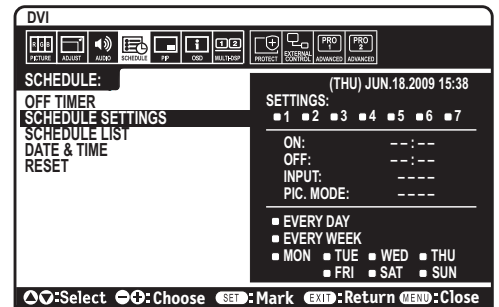 DVI
RGB
PICTURE ADJUST AUDIO SCHEDULE PIP OSD MULTI-DSP PROTECT EXTERNAL CONTROL PRO 1 ADVANCED PRO 2 ADVANCED
SCHEDULE:
OFF TIMER
SCHEDULE SETTINGS
SCHEDULE LIST
DATE & TIME
RESET
(THU) JUN.18.2009 15:38
SETTINGS:
1 2 3 4 5 6 7
ON: --:--
OFF: --:--
INPUT: ----
PIC. MODE: ----
EVERY DAY
EVERY WEEK
MON TUE WED THU
FRI SAT SUN
:Select :Choose SET:Mark EXIT:Return MENU:Close